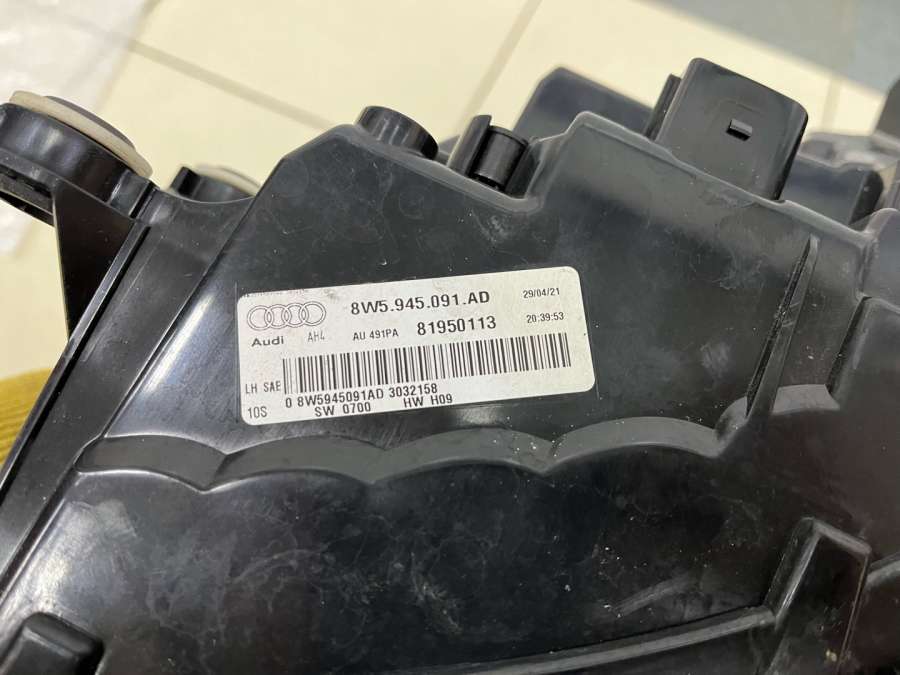 8W5.945.091.AD 29/04/21
Audi AH4 AU 491PA 81950113 20:39:53
LH SAE
0 8W5945091AD 3032158
10S SW 0700 HW H09